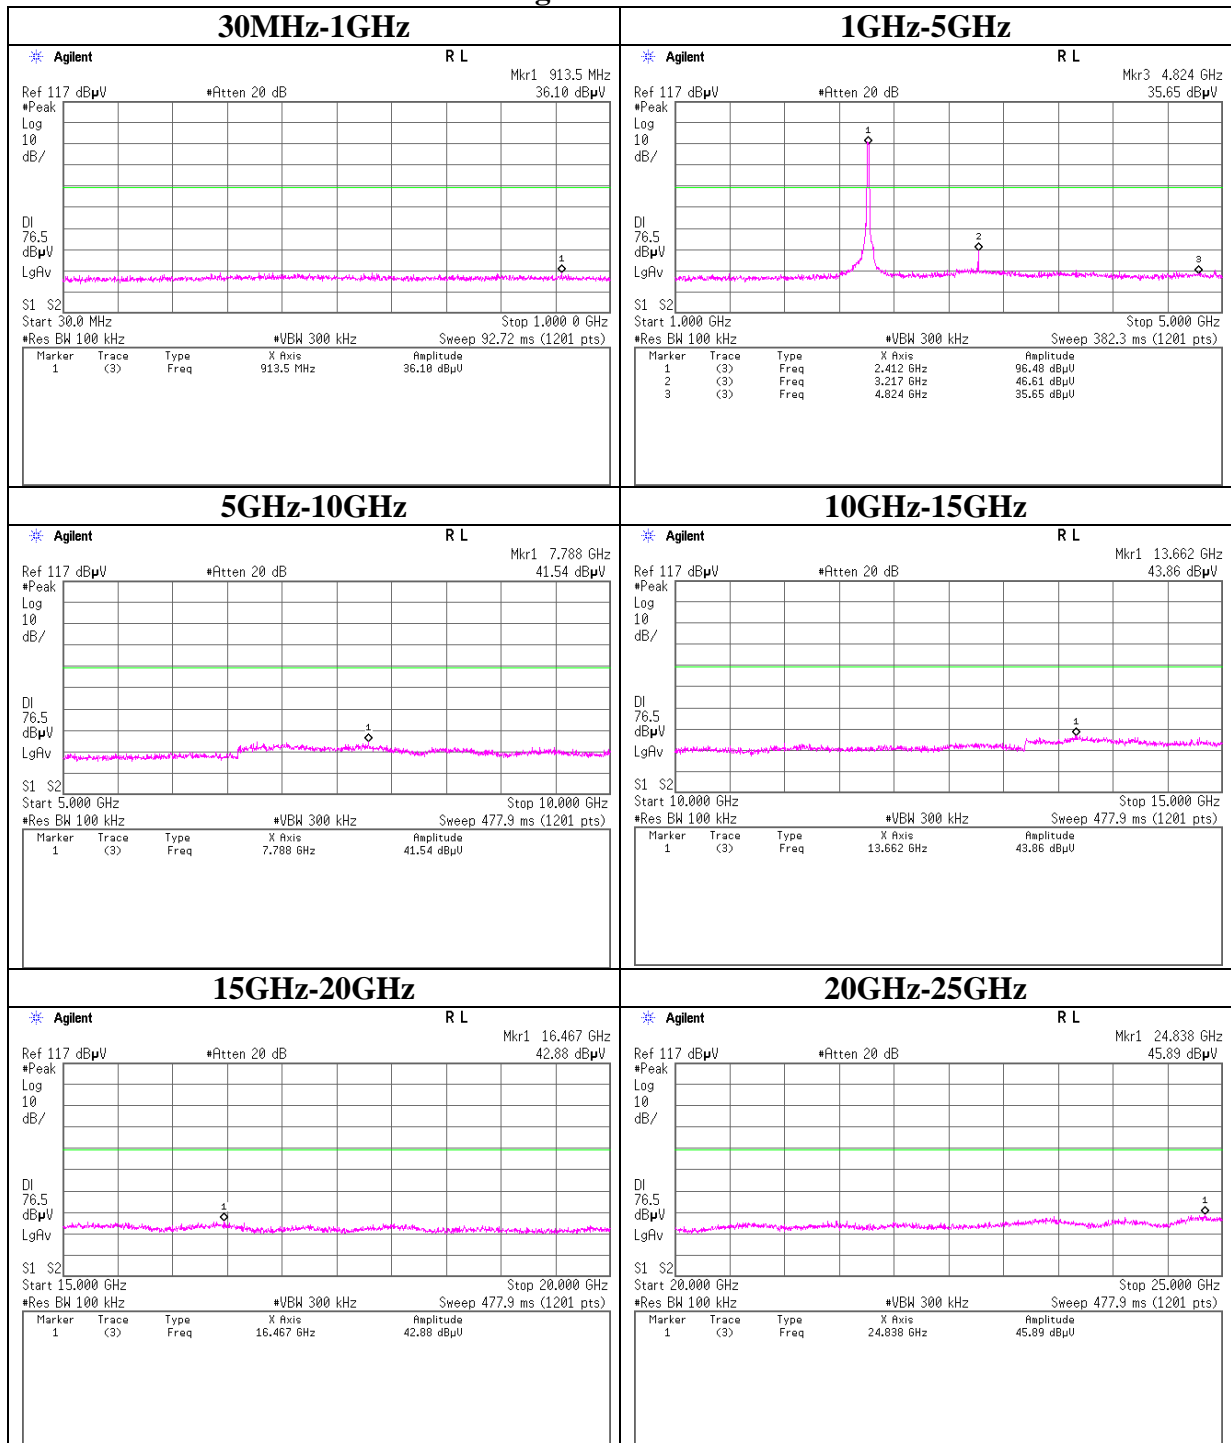 30MHz-1GHz
Agilent R L
Mkr1 913.5 MHz
Ref 117 dBµV #Atten 20 dB 36.10 dBµV
#Peak
Log
10
dB/
1
DI
76.5
dBµV
LgAv
S1 S2
Start 30.0 MHz Stop 1.000 0 GHz
#Res BW 100 kHz #VBW 300 kHz Sweep 92.72 ms (1201 pts)
Marker Trace Type X Axis Amplitude
1 (3) Freq 913.5 MHz 36.10 dBµV
1GHz-5GHz
Agilent R L
Mkr3 4.824 GHz
Ref 117 dBµV #Atten 20 dB 35.65 dBµV
#Peak
Log
10
dB/
1
2
3
DI
76.5
dBµV
LgAv
S1 S2
Start 1.000 GHz Stop 5.000 GHz
#Res BW 100 kHz #VBW 300 kHz Sweep 382.3 ms (1201 pts)
Marker Trace Type X Axis Amplitude
1 (3) Freq 2.412 GHz 96.48 dBµV
2 (3) Freq 3.217 GHz 46.61 dBµV
3 (3) Freq 4.824 GHz 35.65 dBµV
5GHz-10GHz
Agilent R L
Mkr1 7.788 GHz
Ref 117 dBµV #Atten 20 dB 41.54 dBµV
#Peak
Log
10
dB/
1
DI
76.5
dBµV
LgAv
S1 S2
Start 5.000 GHz Stop 10.000 GHz
#Res BW 100 kHz #VBW 300 kHz Sweep 477.9 ms (1201 pts)
Marker Trace Type X Axis Amplitude
1 (3) Freq 7.788 GHz 41.54 dBµV
10GHz-15GHz
Agilent R L
Mkr1 13.662 GHz
Ref 117 dBµV #Atten 20 dB 43.86 dBµV
#Peak
Log
10
dB/
1
DI
76.5
dBµV
LgAv
S1 S2
Start 10.000 GHz Stop 15.000 GHz
#Res BW 100 kHz #VBW 300 kHz Sweep 477.9 ms (1201 pts)
Marker Trace Type X Axis Amplitude
1 (3) Freq 13.662 GHz 43.86 dBµV
15GHz-20GHz
Agilent R L
Mkr1 16.467 GHz
Ref 117 dBµV #Atten 20 dB 42.88 dBµV
#Peak
Log
10
dB/
1
DI
76.5
dBµV
LgAv
S1 S2
Start 15.000 GHz Stop 20.000 GHz
#Res BW 100 kHz #VBW 300 kHz Sweep 477.9 ms (1201 pts)
Marker Trace Type X Axis Amplitude
1 (3) Freq 16.467 GHz 42.88 dBµV
20GHz-25GHz
Agilent R L
Mkr1 24.838 GHz
Ref 117 dBµV #Atten 20 dB 45.89 dBµV
#Peak
Log
10
dB/
1
DI
76.5
dBµV
LgAv
S1 S2
Start 20.000 GHz Stop 25.000 GHz
#Res BW 100 kHz #VBW 300 kHz Sweep 477.9 ms (1201 pts)
Marker Trace Type X Axis Amplitude
1 (3) Freq 24.838 GHz 45.89 dBµV